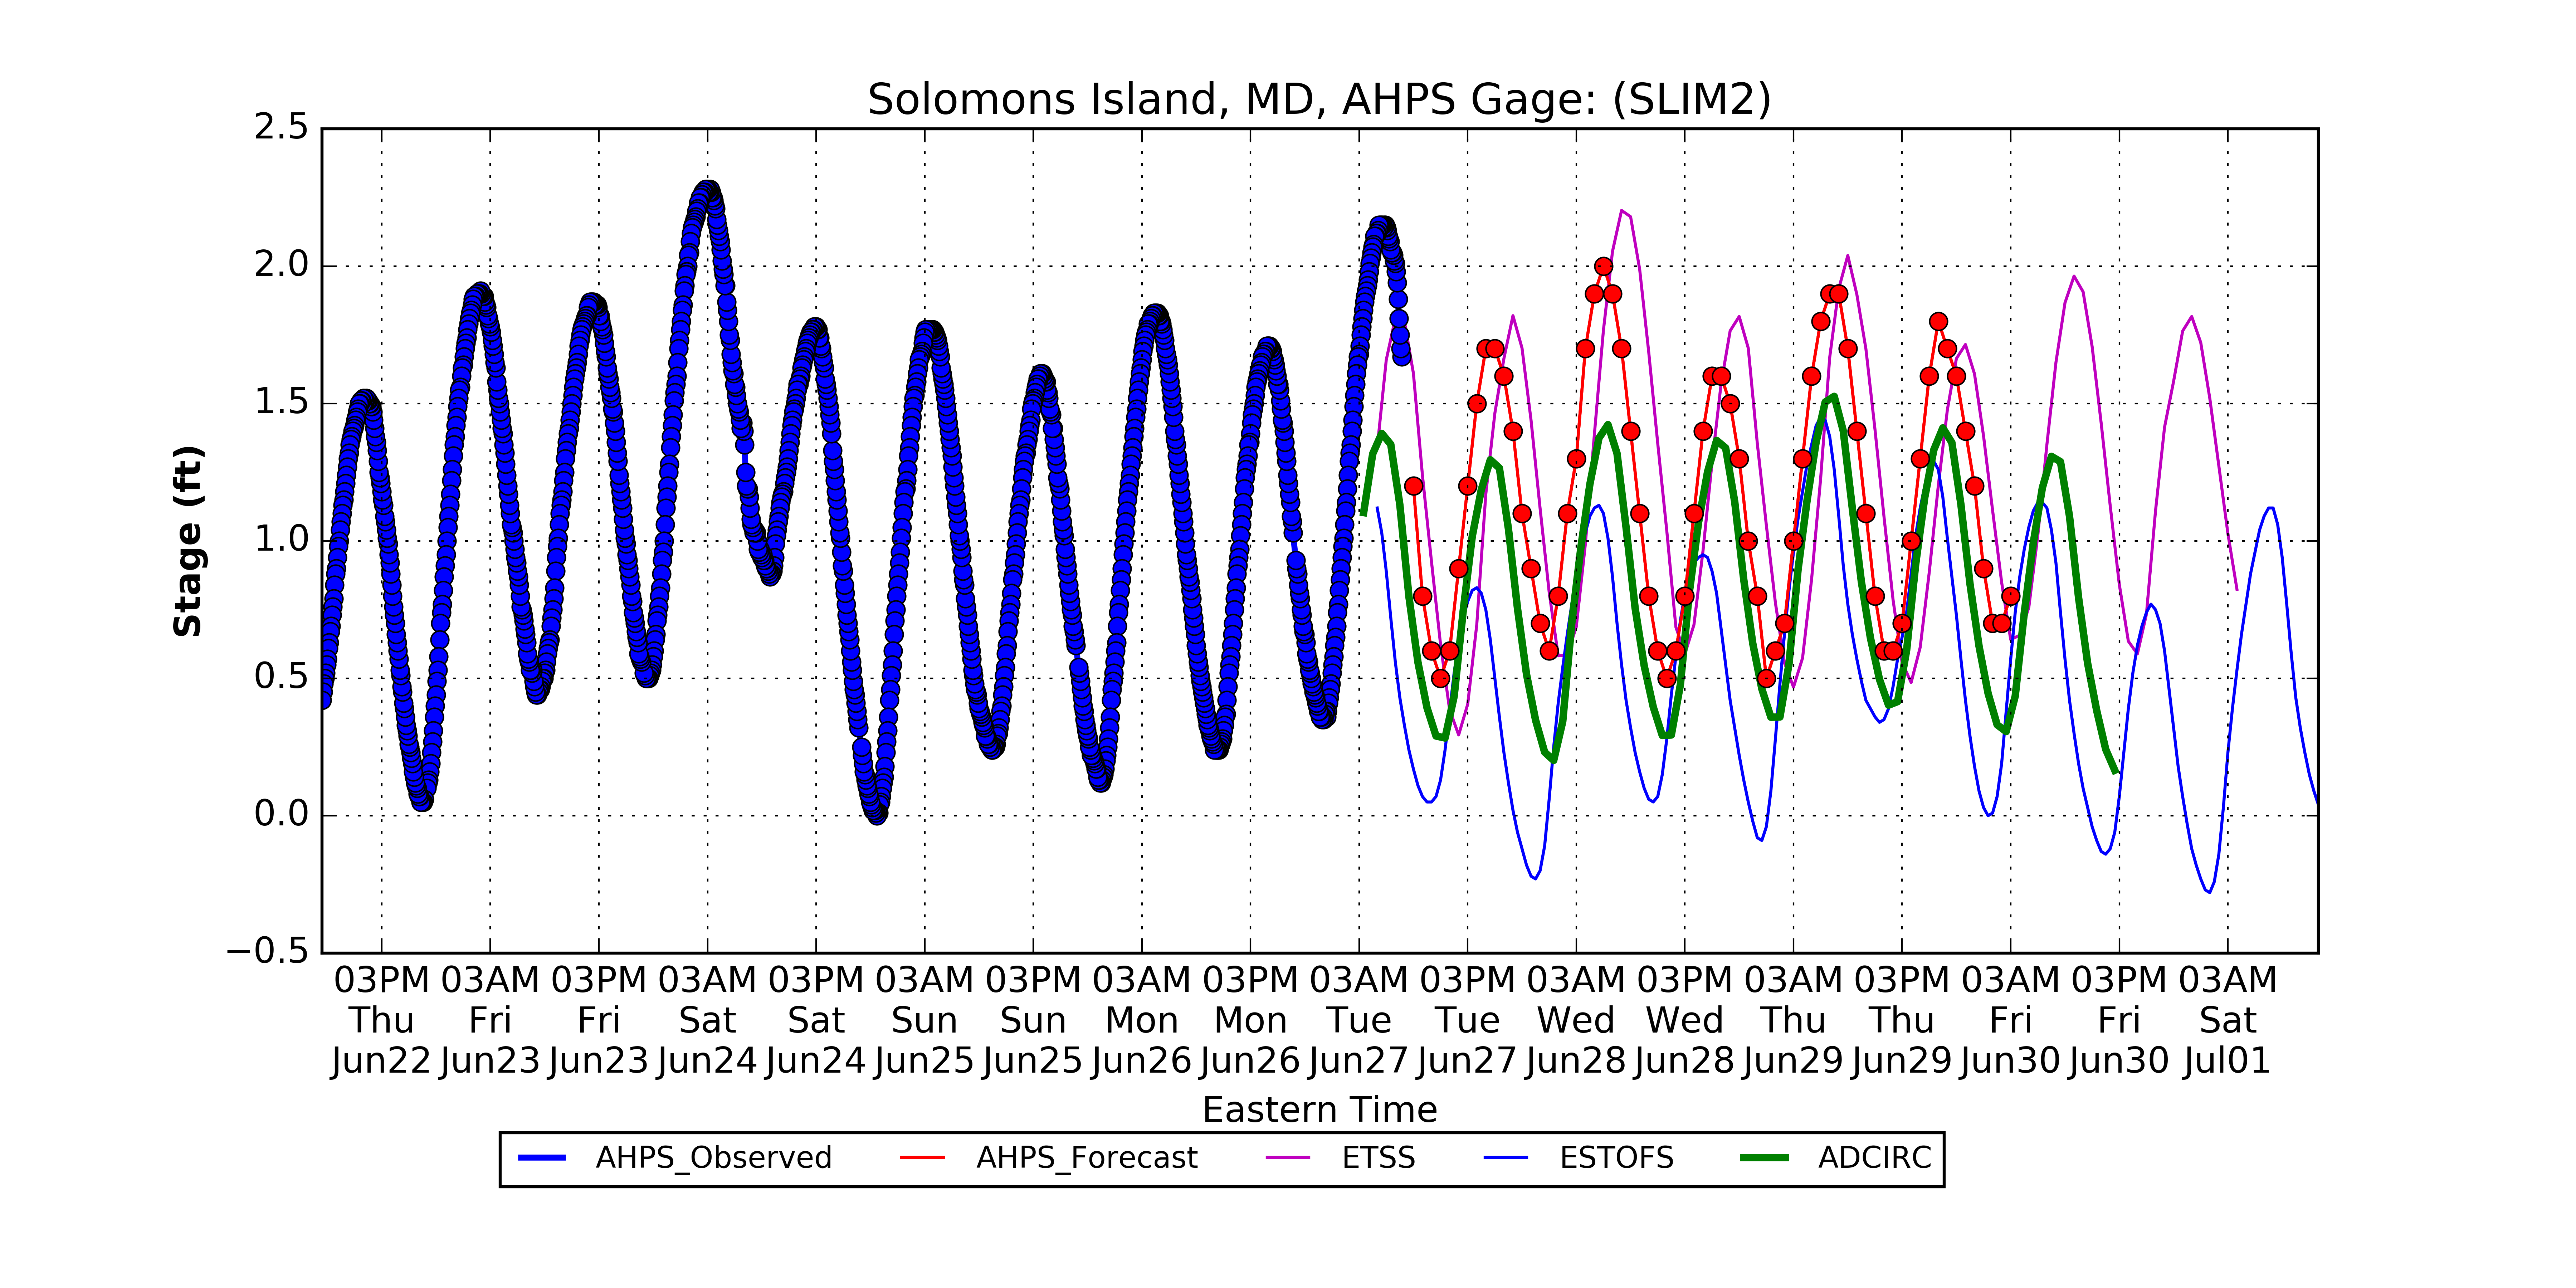 Solomons Island, MD, AHPS Gage: (SLIM2)
2.5
2.0
1.5
1.0
0.5
0.0
−0.5
Stage (ft)
03PM 03AM 03PM 03AM 03PM 03AM 03PM 03AM 03PM 03AM 03PM 03AM 03PM 03AM 03PM 03AM 03PM 03AM
Thu Fri Fri Sat Sat Sun Sun Mon Mon Tue Tue Wed Wed Thu Thu Fri Fri Sat
Jun22 Jun23 Jun23 Jun24 Jun24 Jun25 Jun25 Jun26 Jun26 Jun27 Jun27 Jun28 Jun28 Jun29 Jun29 Jun30 Jun30 Jul01
Eastern Time
AHPS_Observed AHPS_Forecast ETSS ESTOFS ADCIRC